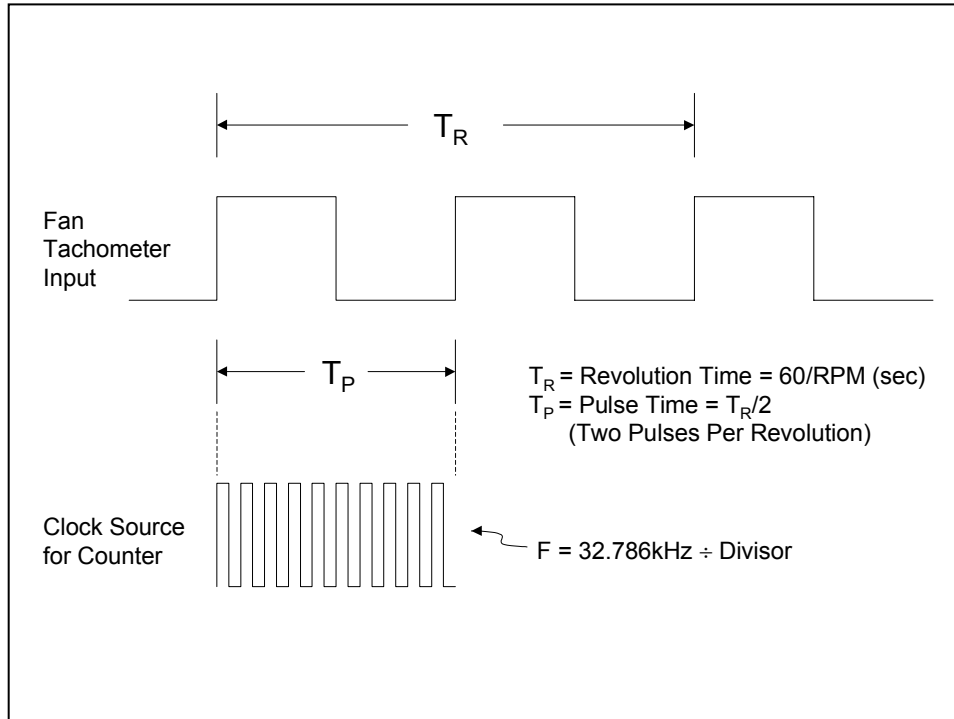 T_R
Fan
Tachometer
Input
T_P
T_R = Revolution Time = 60/RPM (sec)
T_P = Pulse Time = T_R/2
(Two Pulses Per Revolution)
Clock Source
for Counter
F = 32.786kHz ÷ Divisor